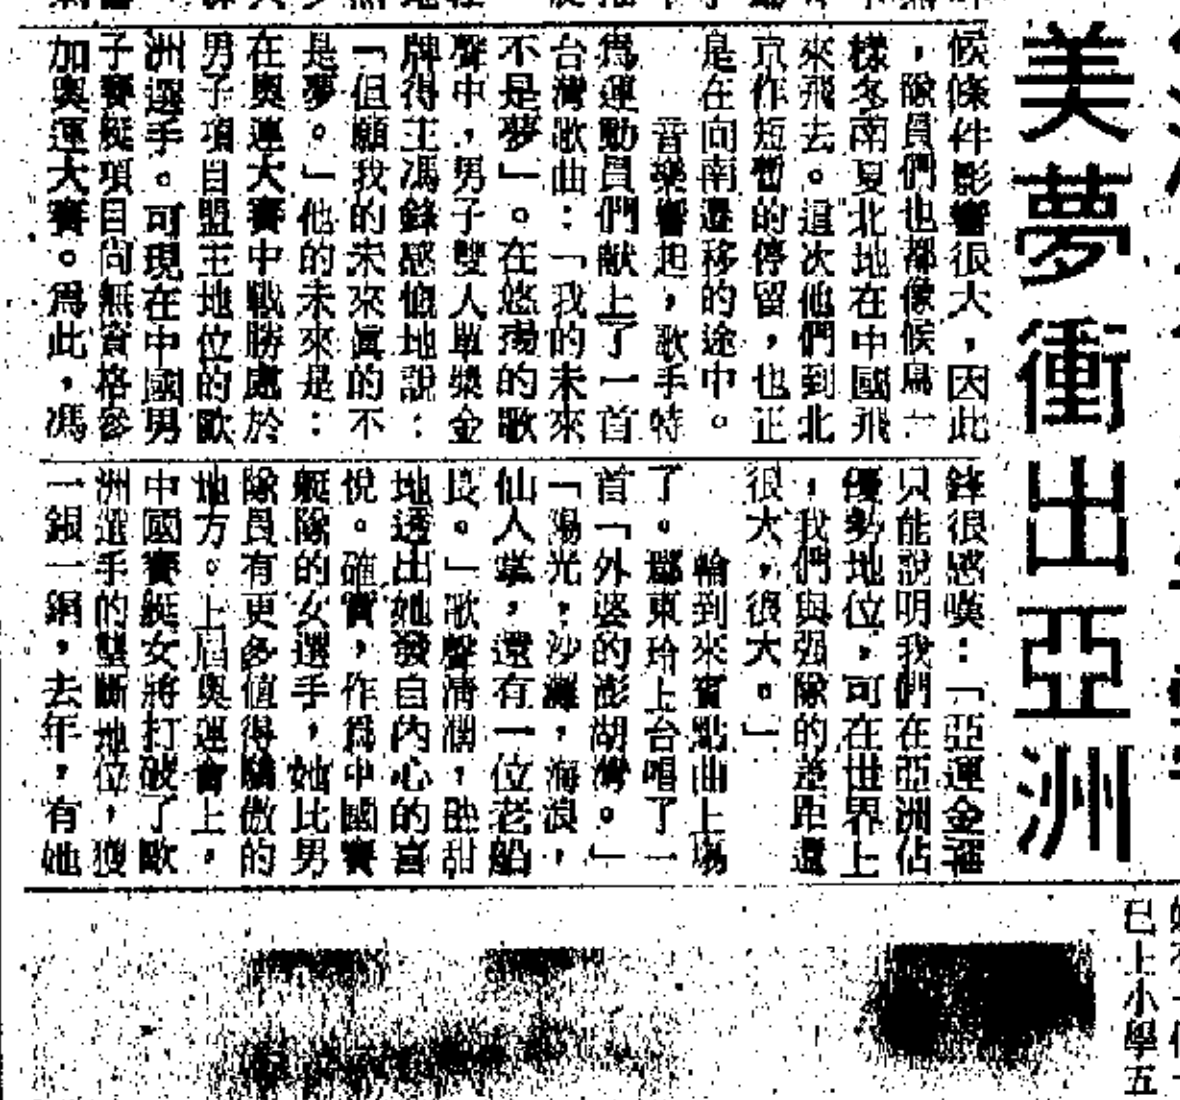 美夢衝出亞洲
候條件影響很大，因此
，隊員們也都像候鳥一
樣冬南夏北地在中國飛
來飛去。這次他們到北
京作短暫的停留，也正
是在向南遷移的途中。
音樂響起，歌手特
為運動員們献上了一首
台灣歌曲：「我的未來
不是夢」。在悠揚的歌
聲中，男子雙人單槳金
牌得主馮鋒感慨地說：
「但願我的未來眞的不
是夢。」他的未來是：
在奧運大賽中戰勝處於
男子項目盟主地位的歐
洲選手。可現在中國男
子賽艇項目尚無資格參
加奧運大賽。為此，馮
鋒很感嘆：「亞運金牌
只能說明我們在亞洲佔
優勢地位，可在世界上
，我們與强隊的差距還
很大，很大。」
輪到來賓點曲上場
了。鄢東玲上台唱了一
首「外婆的澎湖灣。」
「陽光，沙灘，海浪，
仙人掌，還有一位老船
長。」歌聲清潤，甜
地透出她發自內心的喜
悅。確實，作為中國賽
艇隊的女選手，她比男
隊員有更多值得驕傲的
地方。上屆奧運會上，
中國賽艇女將打破了歐
洲選手的壟斷地位，獲
一銀一銅，去年，有她
已上小學五